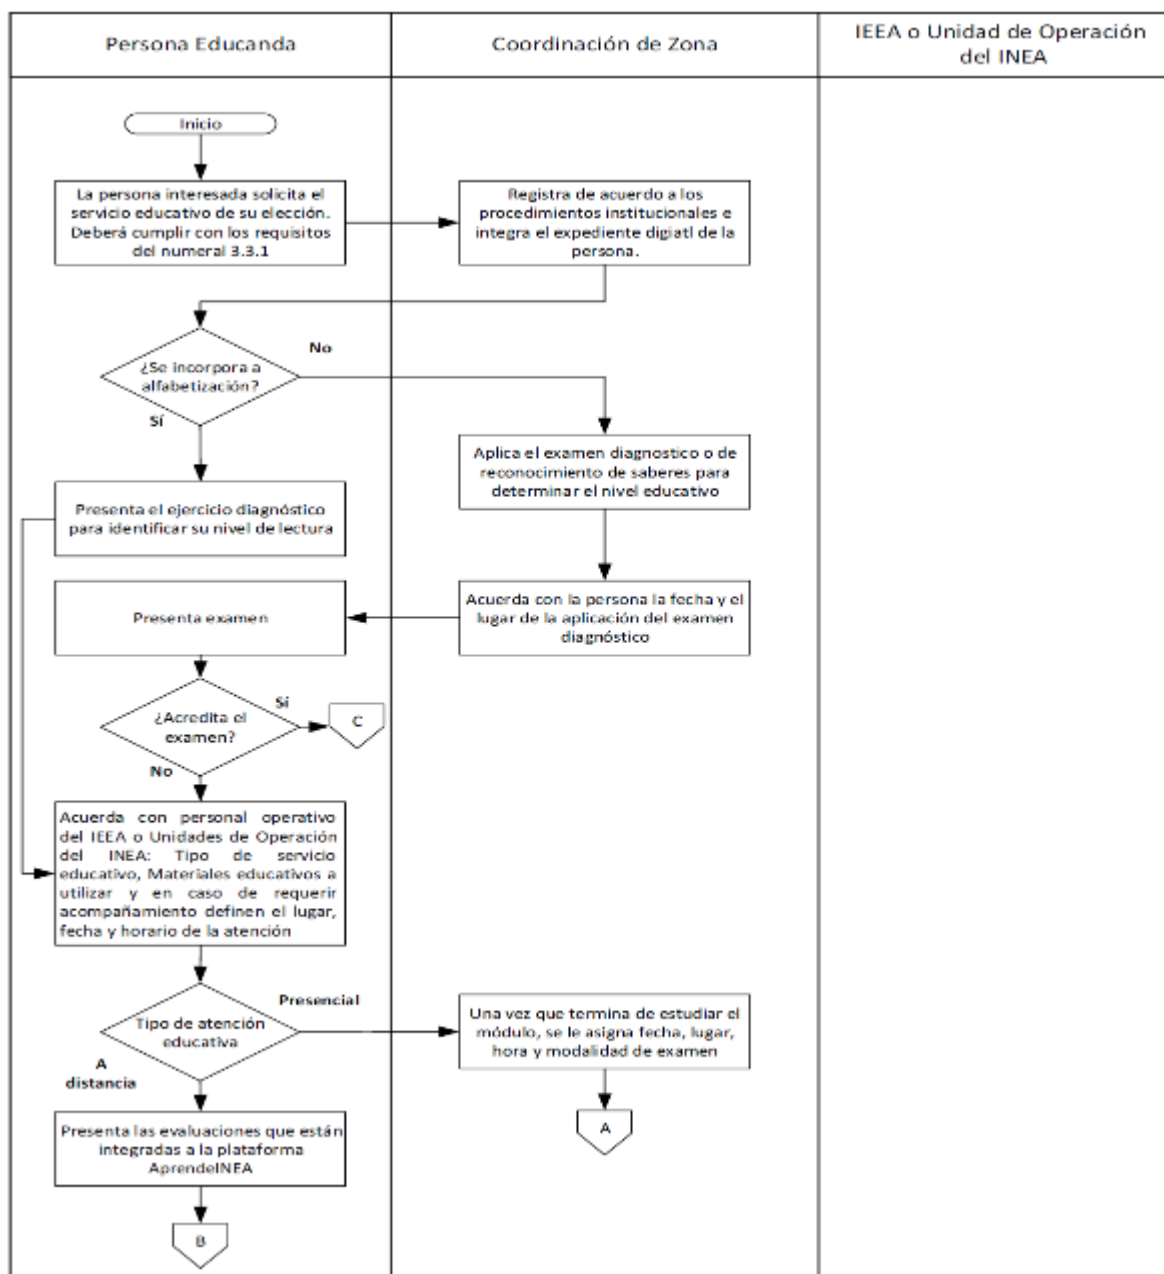 Persona Educanda
Coordinación de Zona
IEEA o Unidad de Operación
del INEA
Inicio
La persona interesada solicita el
servicio educativo de su elección.
Deberá cumplir con los requisitos
del numeral 3.3.1
Registra de acuerdo a los
procedimientos institucionales e
integra el expediente digiatl de la
persona.
¿Se incorpora a
alfabetización?
No
Sí
Aplica el examen diagnostico o de
reconocimiento de saberes para
determinar el nivel educativo
Presenta el ejercicio diagnóstico
para identificar su nivel de lectura
Acuerda con la persona la fecha y el
lugar de la aplicación del examen
diagnóstico
Presenta examen
¿Acredita el
examen?
Sí
C
No
Acuerda con personal operativo
del IEEA o Unidades de Operación
del INEA: Tipo de servicio
educativo, Materiales educativos a
utilizar y en caso de requerir
acompañamiento definen el lugar,
fecha y horario de la atención
Tipo de atención
educativa
Presencial
A
distancia
Una vez que termina de estudiar el
módulo, se le asigna fecha, lugar,
hora y modalidad de examen
A
Presenta las evaluaciones que están
integradas a la plataforma
AprendeINEA
B